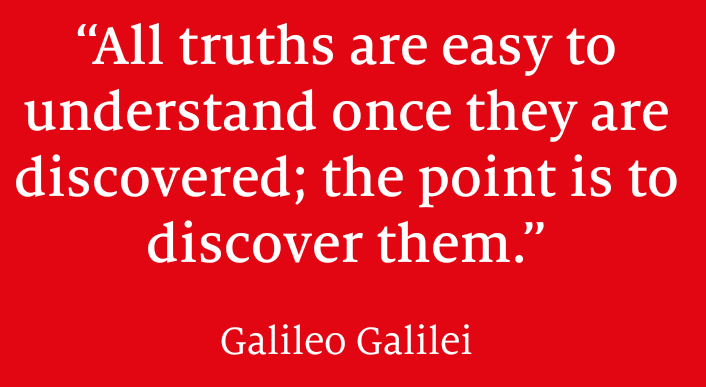 “All truths are easy to
understand once they are
discovered; the point is to
discover them.”
Galileo Galilei